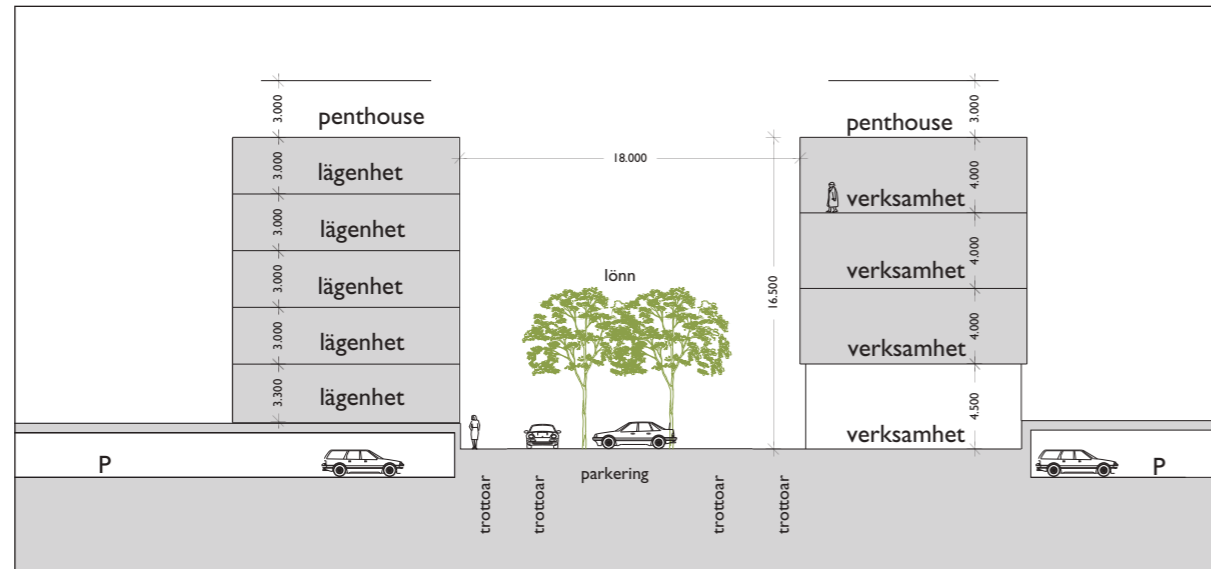 3.000
penthouse
3.000
penthouse
18.000
3.000
lägenhet
3.000
lägenhet
3.000
lägenhet
3.000
lägenhet
3.300
lägenhet
lönn
16.500
4.000
verksamhet
4.000
verksamhet
4.000
verksamhet
4.500
verksamhet
P
parkering
P
trottoar
trottoar
trottoar
trottoar